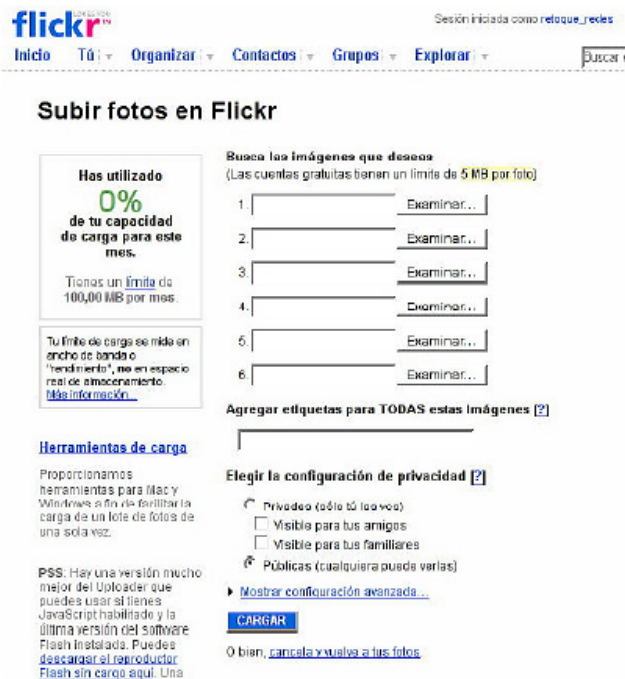 flickr
Sesión iniciada como retoque_redes
Inicio Tú Organizar Contactos Grupos Explorar Buscar
Subir fotos en Flickr
Has utilizado
0%
de tu capacidad
de carga para este
mes.
Tienes un límite de
100,00 MB por mes.
Tu límite de carga se mide en
ancho de banda o
"rendimiento", no en espacio
real de almacenamiento.
Más información...
Herramientas de carga
Proporcionamos
herramientas para Mac y
Windows a fin de facilitar la
carga de un lote de fotos de
una sola vez.
PSS: Hay una versión mucho
mejor del Uploader que
puedes usar si tienes
JavaScript habilitado y la
última versión del software
Flash instalada. Puedes
descargar el reproductor
Flash sin cargo aquí. Una
Busca las imágenes que deseas
(Las cuentas gratuitas tienen un límite de 5 MB por foto)
1. Examinar...
2. Examinar...
3. Examinar...
4. Examinar...
5. Examinar...
6. Examinar...
Agregar etiquetas para TODAS estas imágenes [?]
Elegir la configuración de privacidad [?]
Privadas (sólo tú las ves)
Visible para tus amigos
Visible para tus familiares
Públicas (cualquiera puede verlas)
Mostrar configuración avanzada...
CARGAR
O bien, cancela y vuelve a tus fotos.